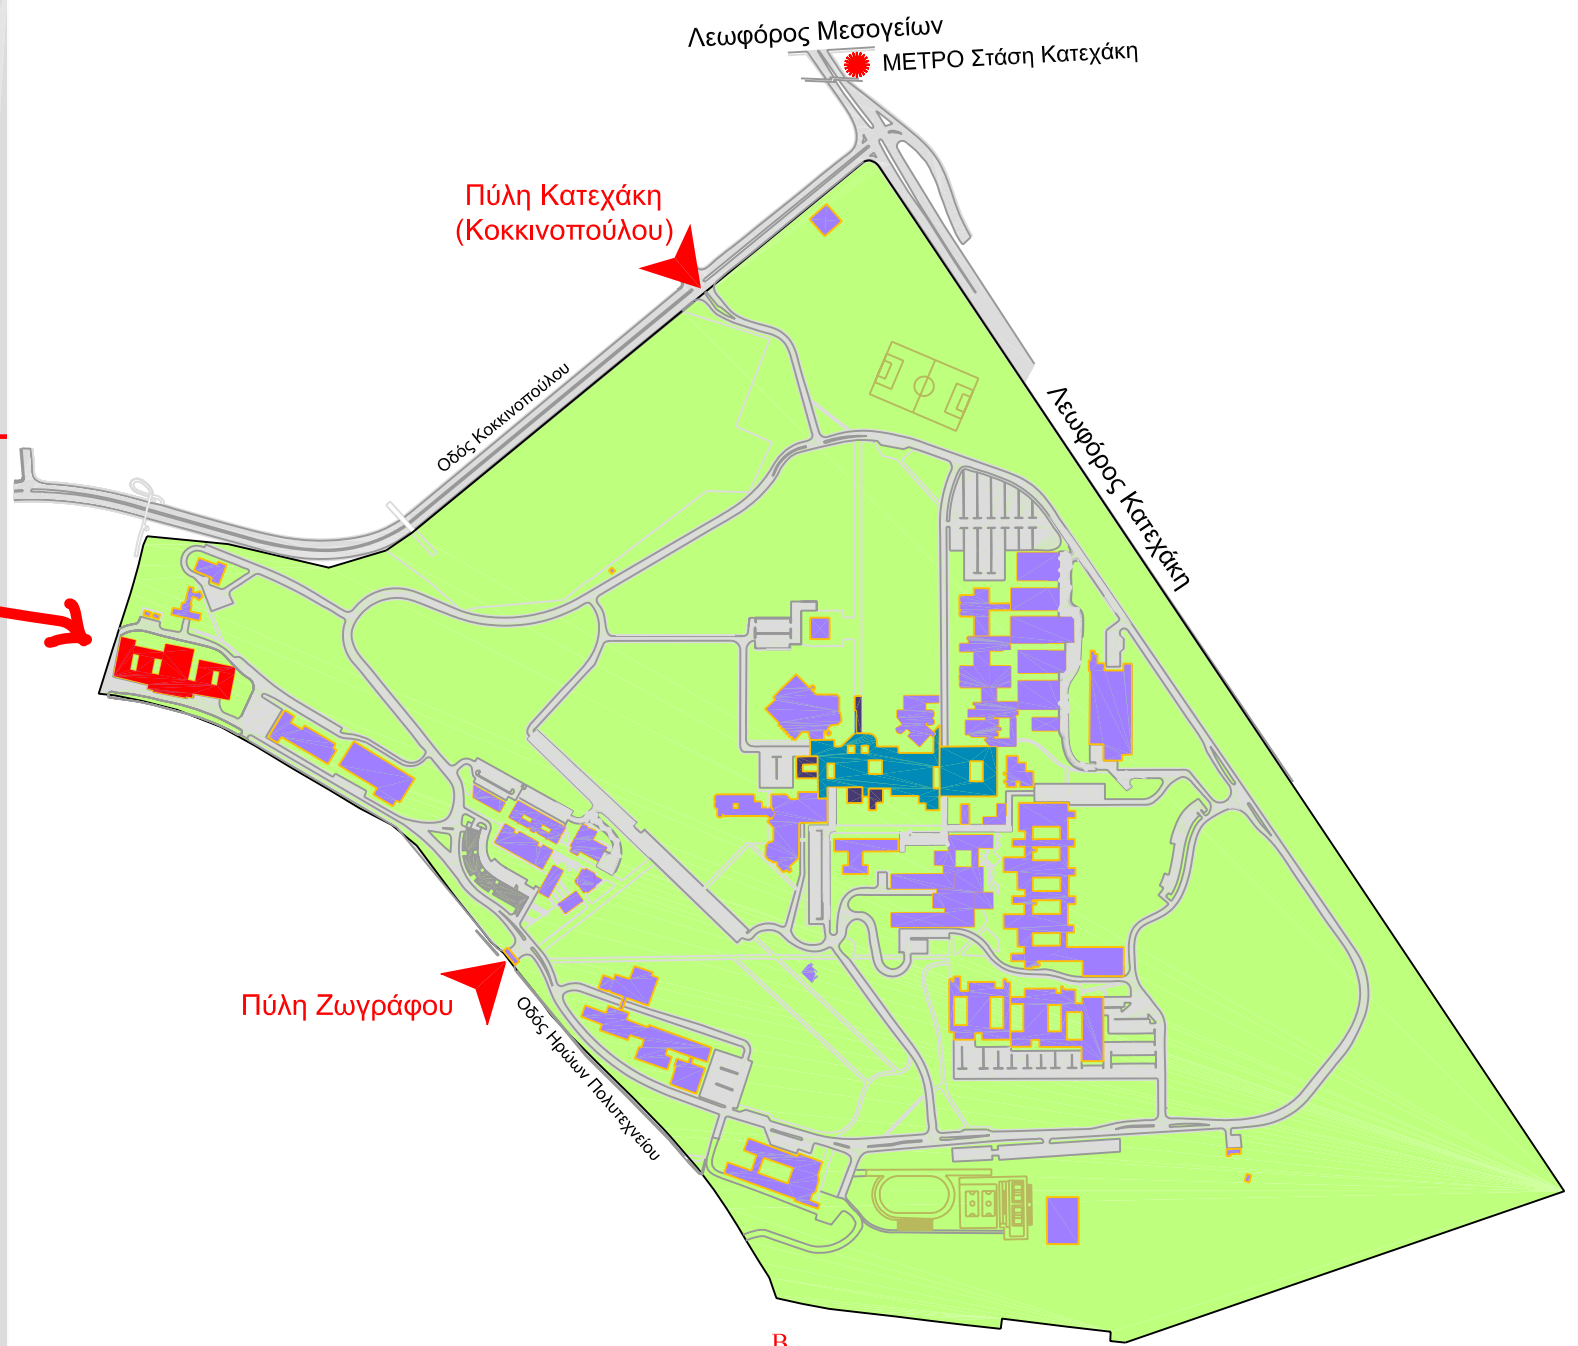 Λεωφόρος Μεσογείων
ΜΕΤΡΟ Στάση Κατεχάκη
Πύλη Κατεχάκη
(Κοκκινοπούλου)
Οδός Κοκκινοπούλου
Λεωφόρος Κατεχάκη
Πύλη Ζωγράφου
Οδός Ηρώων Πολυτεχνείου
Β